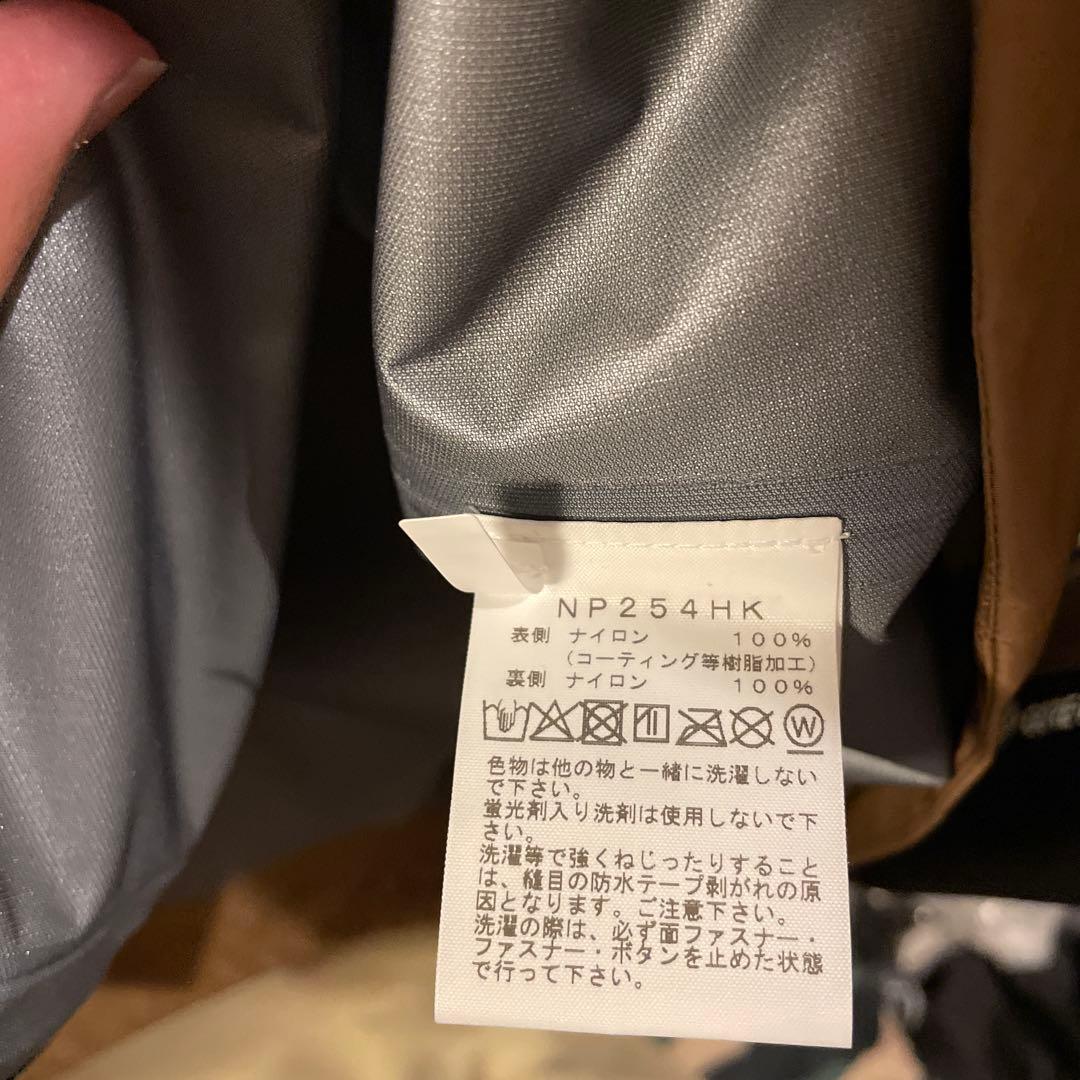 NP254HK
表側 ナイロン 100%
（コーティング等樹脂加工）
裏側 ナイロン 100%
W
色物は他の物と一緒に洗濯しない
で下さい。
蛍光剤入り洗剤は使用しないで下
さい。
洗濯等で強くねじったりすること
は、縫目の防水テープ剥がれの原
因となります。ご注意下さい。
洗濯の際は、必ず面ファスナー・
ファスナー・ボタンを止めた状態
で行って下さい。